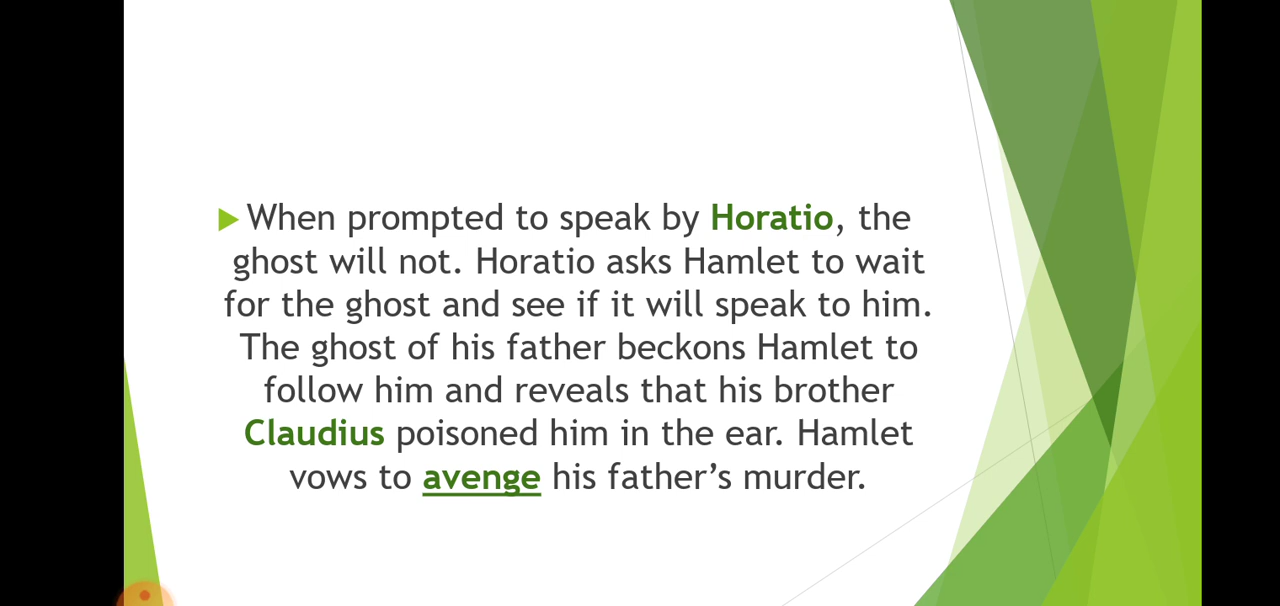 When prompted to speak by Horatio, the
ghost will not. Horatio asks Hamlet to wait
for the ghost and see if it will speak to him.
The ghost of his father beckons Hamlet to
follow him and reveals that his brother
Claudius poisoned him in the ear. Hamlet
vows to avenge his father’s murder.